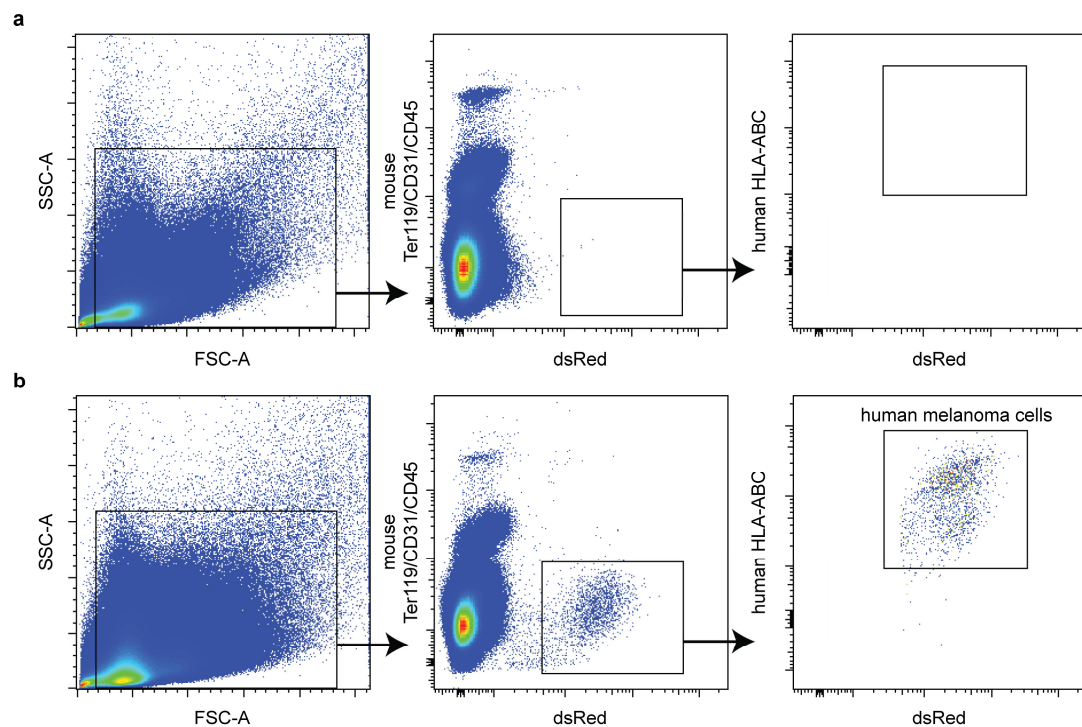 a
SSC-A
FSC-A
mouse
Ter119/CD31/CD45
dsRed
human HLA-ABC
dsRed
b
SSC-A
FSC-A
mouse
Ter119/CD31/CD45
dsRed
human melanoma cells
human HLA-ABC
dsRed